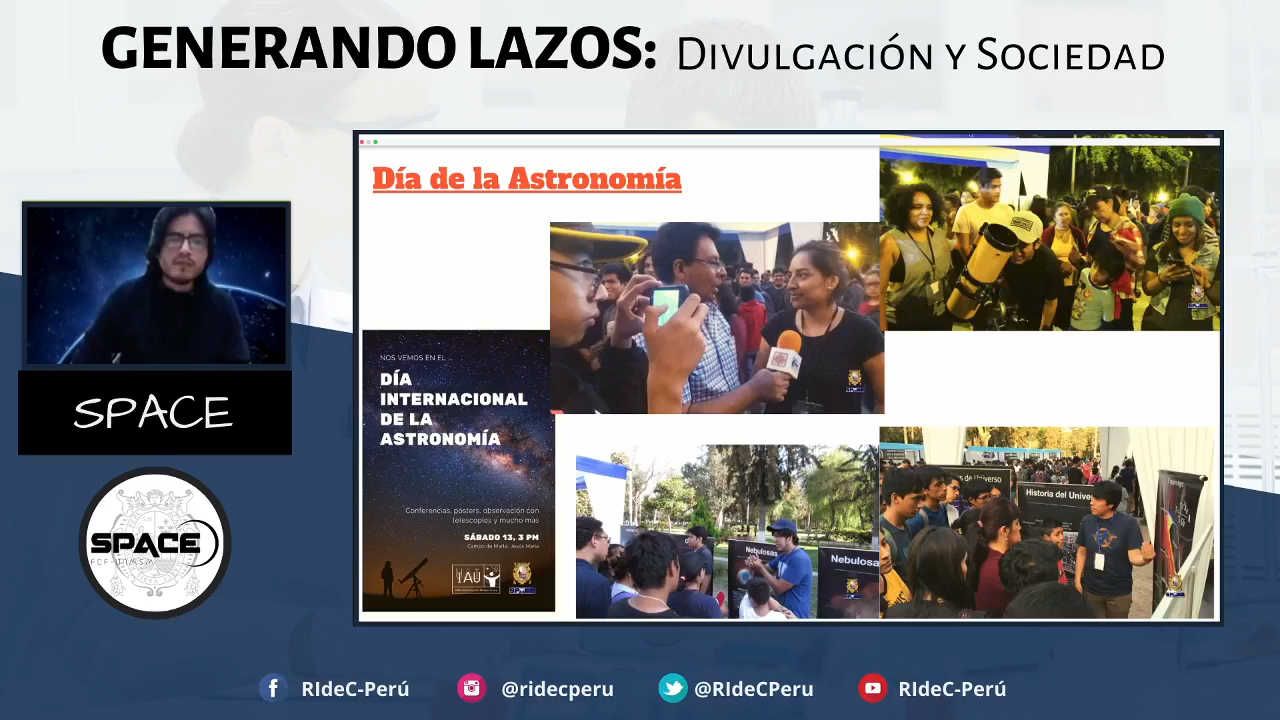 GENERANDO LAZOS: DIVULGACIÓN Y SOCIEDAD
Día de la Astronomía
NOS VEMOS EN EL ...
DÍA
INTERNACIONAL
DE LA
ASTRONOMÍA
Conferencias, pósters, observación con
telescopios y mucho más
SÁBADO 13, 3 PM
Campo de Marte, Jesús María
IAU
Historia del Univer
Nebulosas
Nebulosa
SPACE
SPACE
RIdeC-Perú
@ridecperu
@RIdeCPeru
RIdeC-Perú